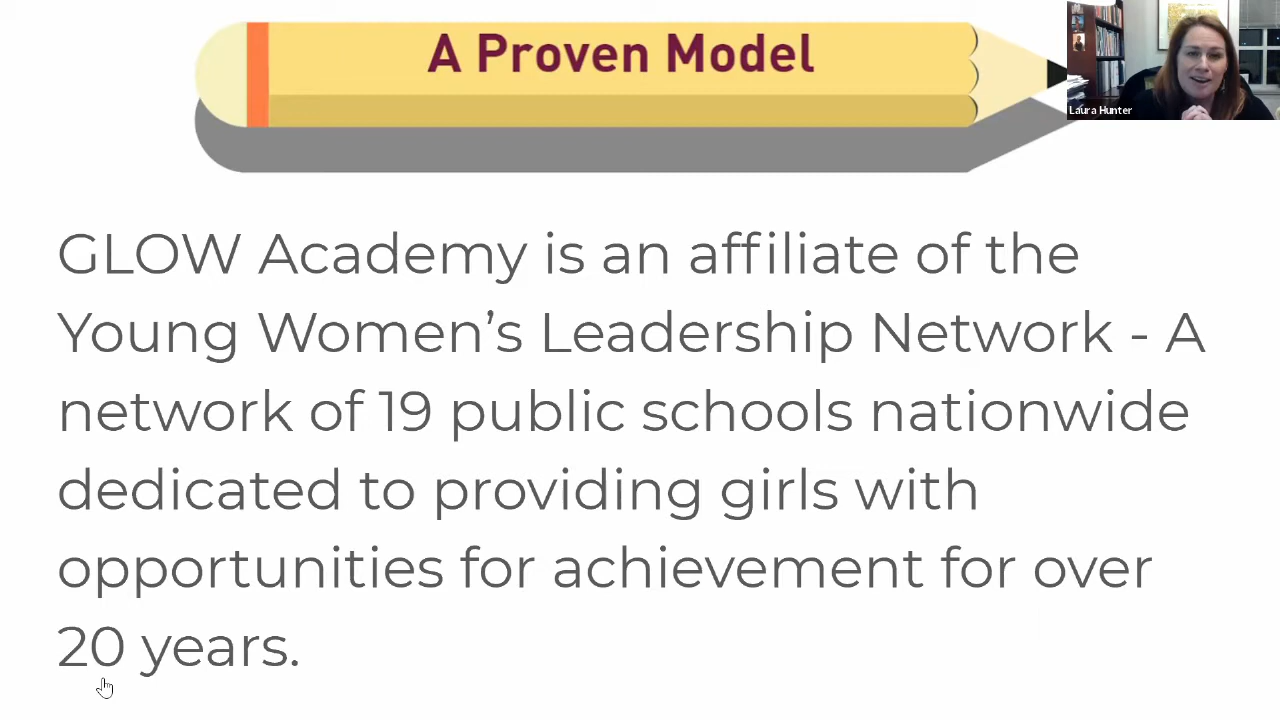 A Proven Model
Laura Hunter
GLOW Academy is an affiliate of the
Young Women’s Leadership Network - A
network of 19 public schools nationwide
dedicated to providing girls with
opportunities for achievement for over
20 years.